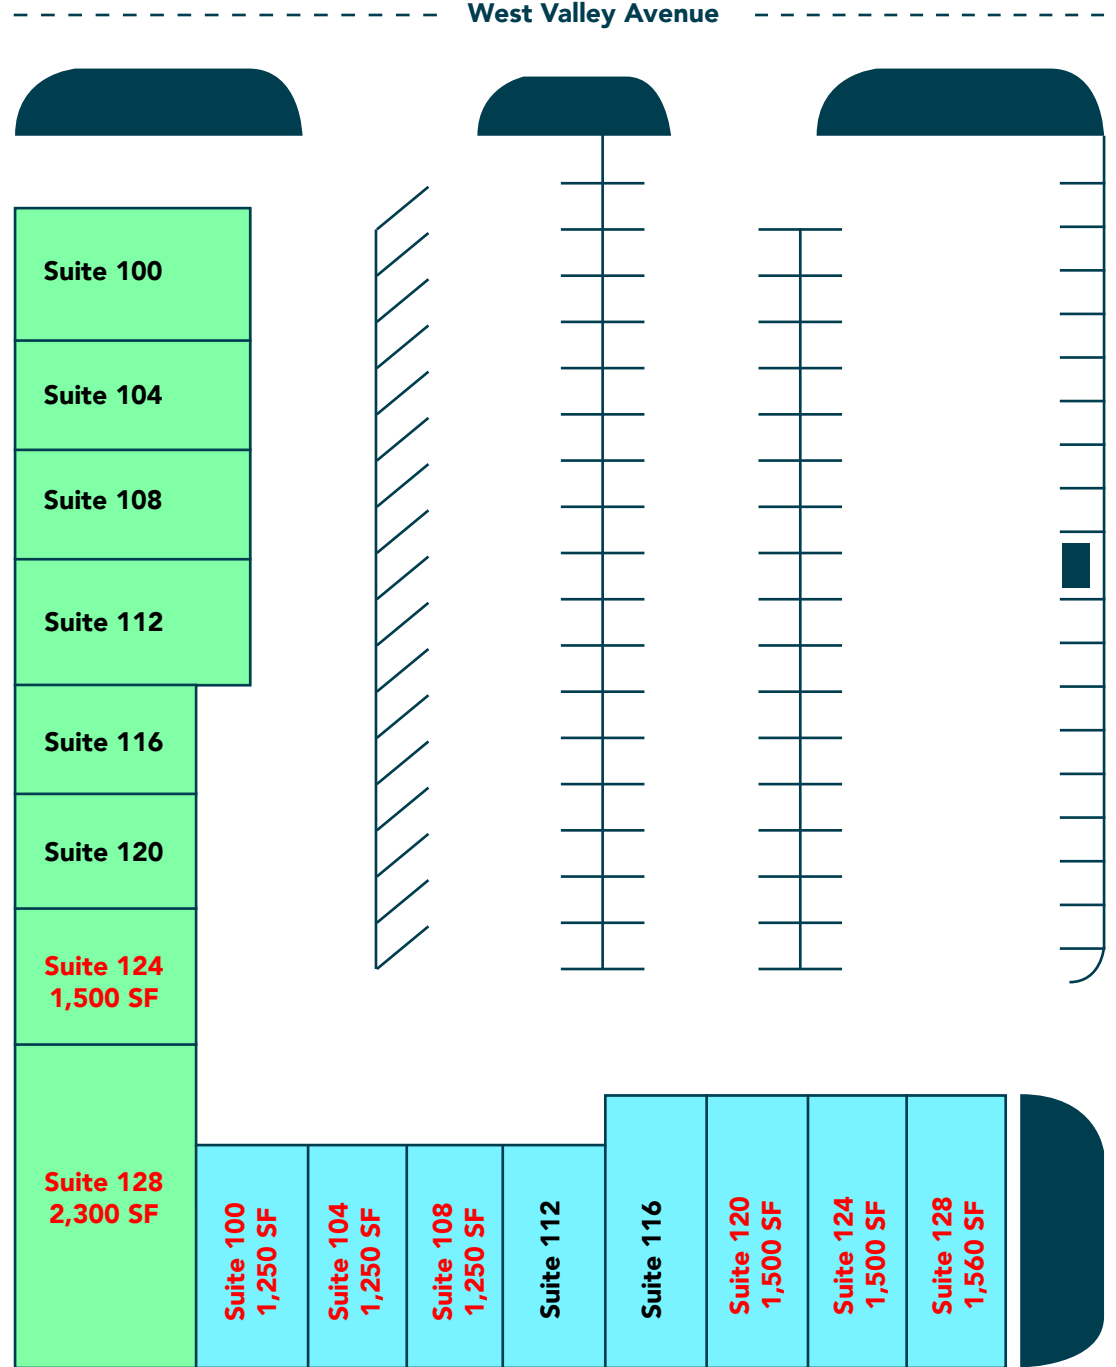 West Valley Avenue
Suite 100
Suite 104
Suite 108
Suite 112
Suite 116
Suite 120
Suite 124
1,500 SF
Suite 128
2,300 SF
Suite 100
1,250 SF
Suite 104
1,250 SF
Suite 108
1,250 SF
Suite 112
Suite 116
Suite 120
1,500 SF
Suite 124
1,500 SF
Suite 128
1,560 SF